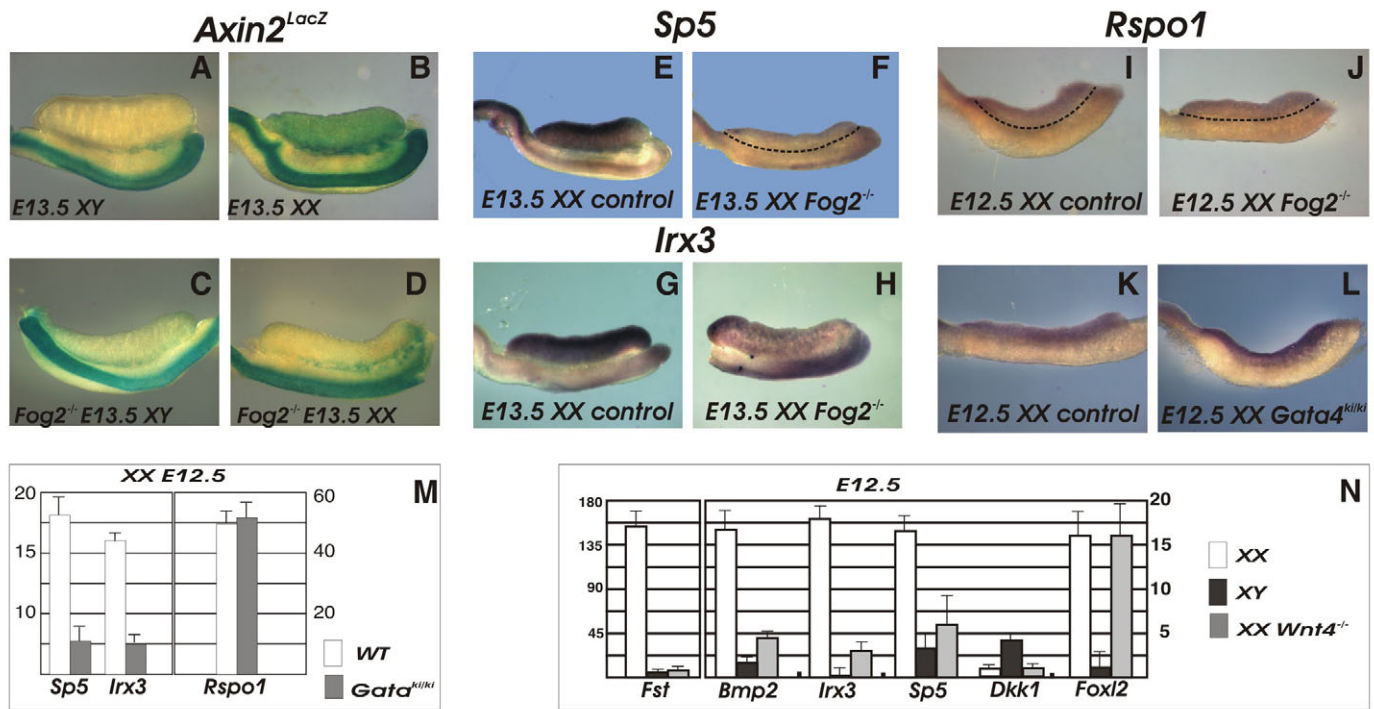 Axin2LacZ
Sp5
Rspo1
A
B
E13.5 XY
E13.5 XX
E
F
E13.5 XX control
E13.5 XX Fog2-/-
I
J
E12.5 XX control
E12.5 XX Fog2-/-
Irx3
C
D
Fog2-/- E13.5 XY
Fog2-/- E13.5 XX
G
H
E13.5 XX control
E13.5 XX Fog2-/-
K
L
E12.5 XX control
E12.5 XX Gata4ki/ki
XX E12.5
M
20
15
10
60
40
20
Sp5
Irx3
Rspo1
WT
Gataki/ki
E12.5
N
180
135
90
45
20
15
10
5
Fst
Bmp2
Irx3
Sp5
Dkk1
Foxl2
XX
XY
XX Wnt4-/-